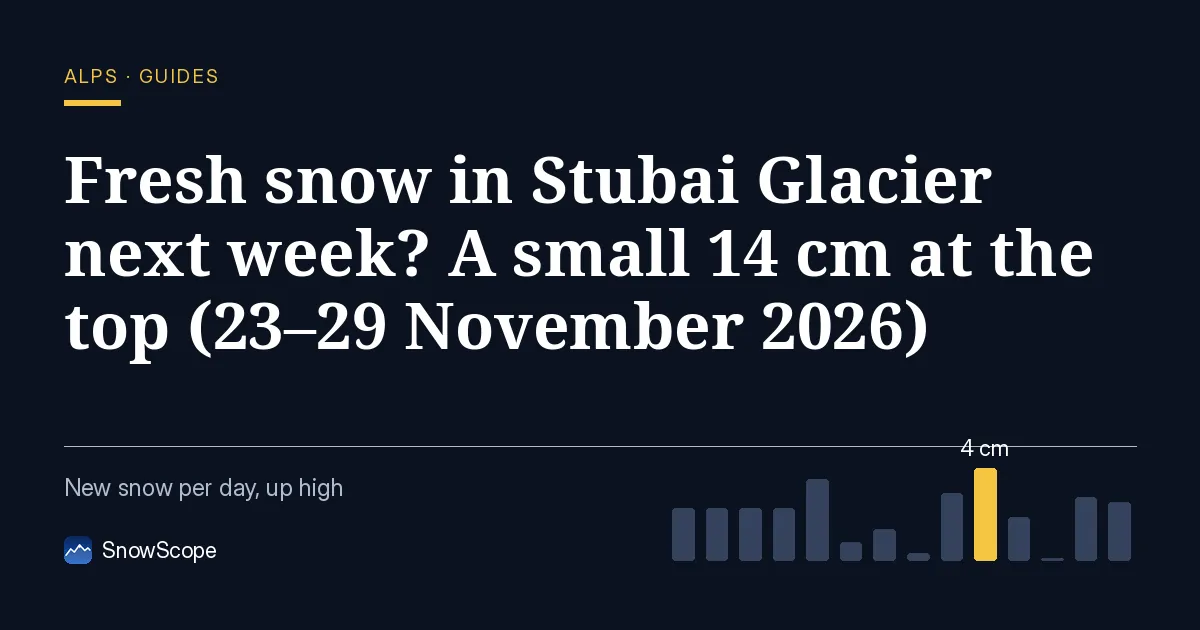 ALPS · GUIDES
Fresh snow in Stubai Glacier
next week? A small 14 cm at the
top (23–29 November 2026)
4 cm
New snow per day, up high
SnowScope